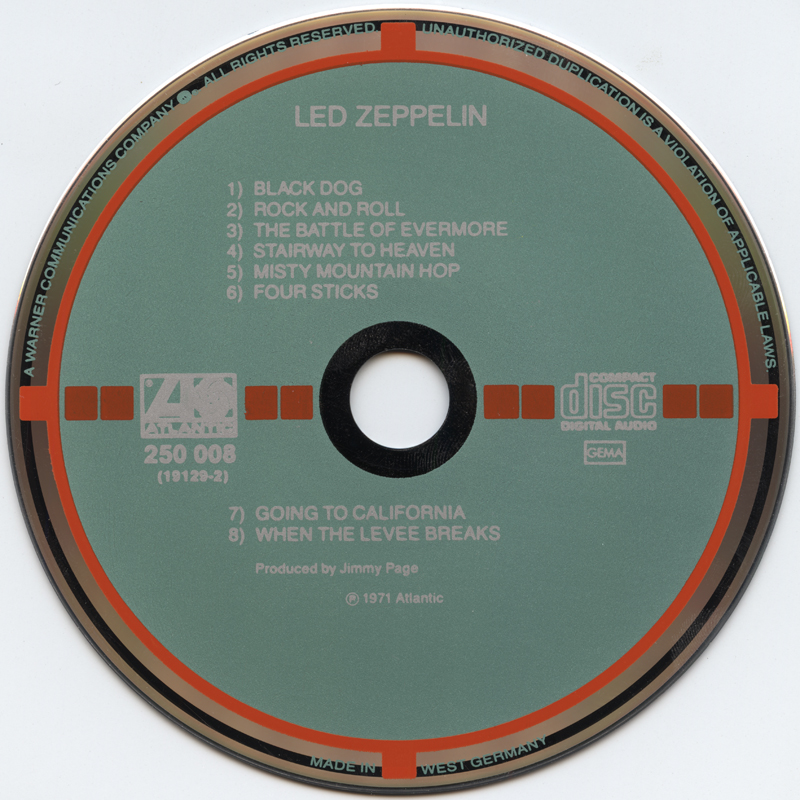 A WARNER COMMUNICATIONS COMPANY ALL RIGHTS RESERVED
UNAUTHORIZED DUPLICATION IS A VIOLATION OF APPLICABLE LAWS.
LED ZEPPELIN
1) BLACK DOG
2) ROCK AND ROLL
3) THE BATTLE OF EVERMORE
4) STAIRWAY TO HEAVEN
5) MISTY MOUNTAIN HOP
6) FOUR STICKS
ATLANTIC
250 008
(19129-2)
COMPACT
disc
DIGITAL AUDIO
GEMA
7) GOING TO CALIFORNIA
8) WHEN THE LEVEE BREAKS
Produced by Jimmy Page
℗ 1971 Atlantic
MADE IN WEST GERMANY